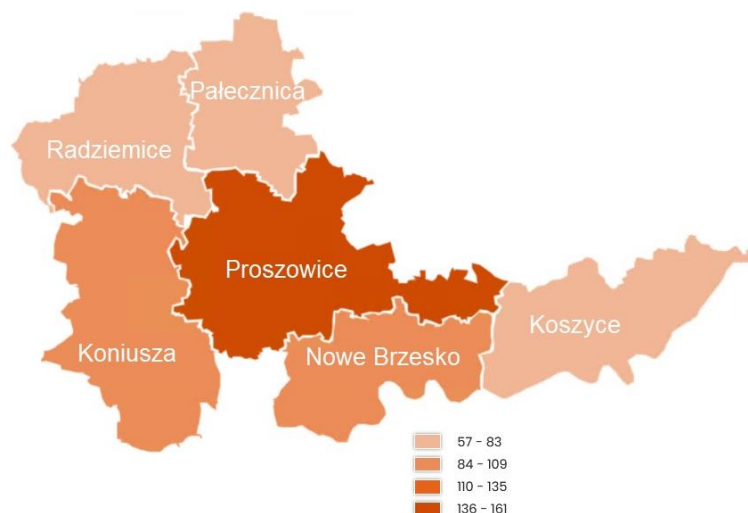 Pałecznica
Radziemice
Proszowice
Koszyce
Koniusza
Nowe Brzesko
57 - 83
84 - 109
110 - 135
136 - 161